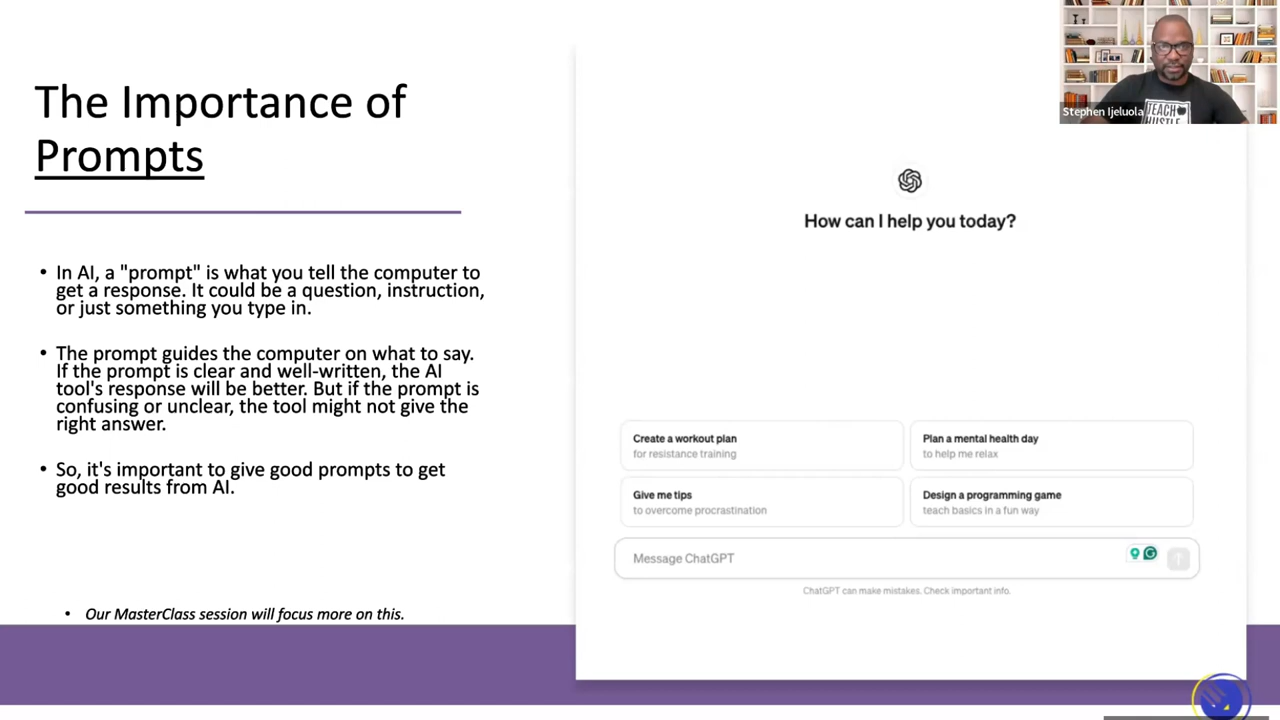 The Importance of
Prompts
In AI, a "prompt" is what you tell the computer to
get a response. It could be a question, instruction,
or just something you type in.
The prompt guides the computer on what to say.
If the prompt is clear and well-written, the AI
tool's response will be better. But if the prompt is
confusing or unclear, the tool might not give the
right answer.
So, it's important to give good prompts to get
good results from AI.
Our MasterClass session will focus more on this.
Stephen Ijeluola
TEACH
HUSTLE
How can I help you today?
Create a workout plan
for resistance training
Plan a mental health day
to help me relax
Give me tips
to overcome procrastination
Design a programming game
teach basics in a fun way
Message ChatGPT
ChatGPT can make mistakes. Check important info.